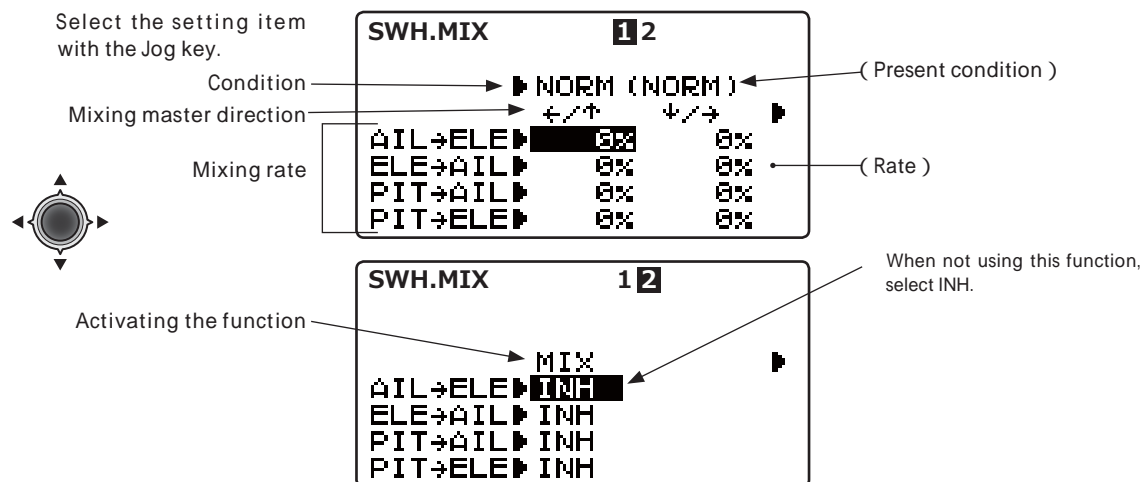 Select the setting item
with the Jog key.
SWH.MIX 1 2
Condition
NORM (NORM)
( Present condition )
Mixing master direction
←/↑ ↓/→
Mixing rate
AIL→ELE 0% 0%
ELE→AIL 0% 0%
( Rate )
PIT→AIL 0% 0%
PIT→ELE 0% 0%
SWH.MIX 1 2
When not using this function,
select INH.
Activating the function
MIX
AIL→ELE INH
ELE→AIL INH
PIT→AIL INH
PIT→ELE INH